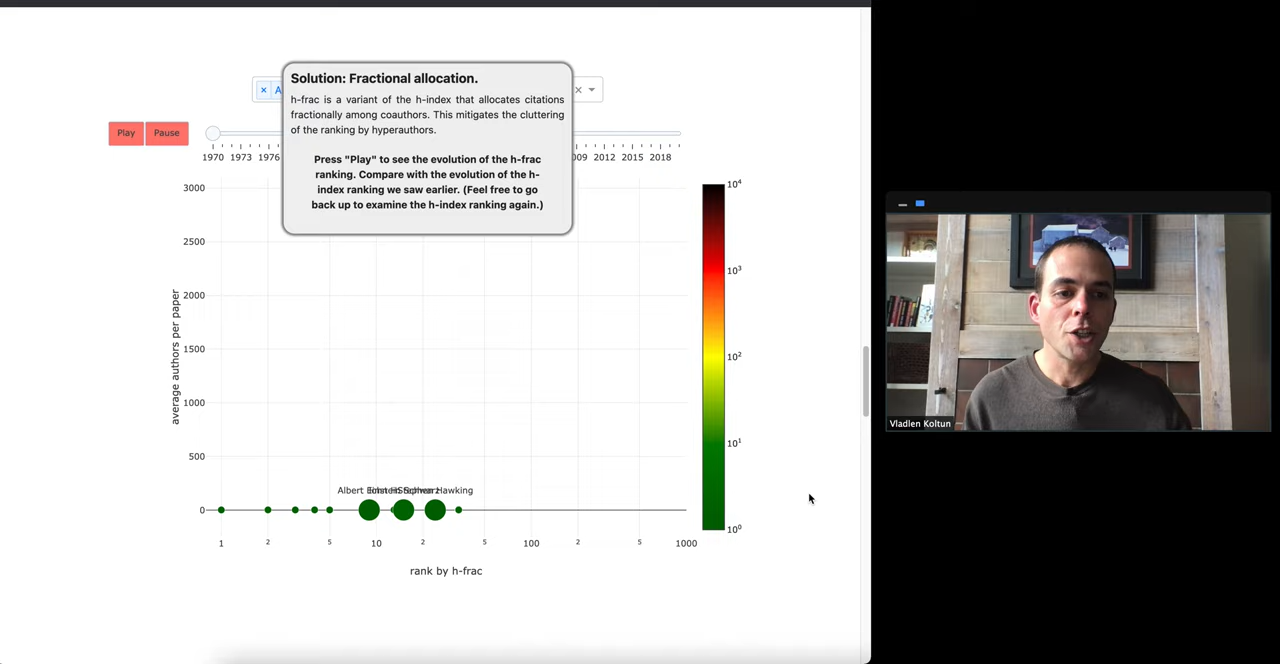 Solution: Fractional allocation.
× A
× 
h-frac is a variant of the h-index that allocates citations
fractionally among coauthors. This mitigates the cluttering
of the ranking by hyperauthors.
Press "Play" to see the evolution of the h-frac
ranking. Compare with the evolution of the h-
index ranking we saw earlier. (Feel free to go
back up to examine the h-index ranking again.)
Play Pause
1970 1973 1976 2012 2015 2018
3000
2500
2000
1500
1000
500
0
average authors per paper
Albert Hawking
1 2 5 10 2 5 100 2 5 1000
rank by h-frac
10⁴
10³
10²
10¹
10⁰
Vladlen Koltun